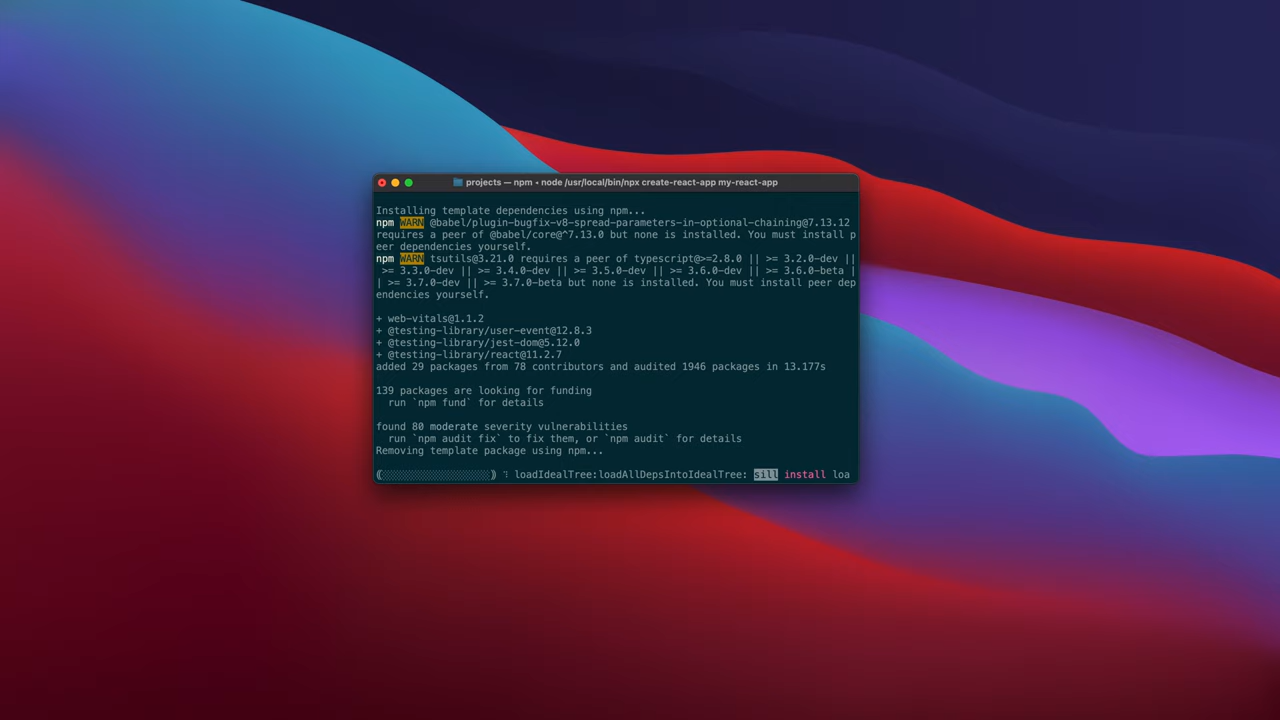 projects — npm • node /usr/local/bin/npx create-react-app my-react-app
Installing template dependencies using npm...
npm WARN @babel/plugin-bugfix-v8-spread-parameters-in-optional-chaining@7.13.12
requires a peer of @babel/core@^7.13.0 but none is installed. You must install p
eer dependencies yourself.
npm WARN tsutils@3.21.0 requires a peer of typescript@>=2.8.0 || >= 3.2.0-dev ||
>= 3.3.0-dev || >= 3.4.0-dev || >= 3.5.0-dev || >= 3.6.0-dev || >= 3.6.0-beta |
| >= 3.7.0-dev || >= 3.7.0-beta but none is installed. You must install peer dep
endencies yourself.
+ web-vitals@1.1.2
+ @testing-library/user-event@12.8.3
+ @testing-library/jest-dom@5.12.0
+ @testing-library/react@11.2.7
added 29 packages from 78 contributors and audited 1946 packages in 13.177s
139 packages are looking for funding
run `npm fund` for details
found 80 moderate severity vulnerabilities
run `npm audit fix` to fix them, or `npm audit` for details
Removing template package using npm...
loadIdealTree:loadAllDepsIntoIdealTree: sill install loa